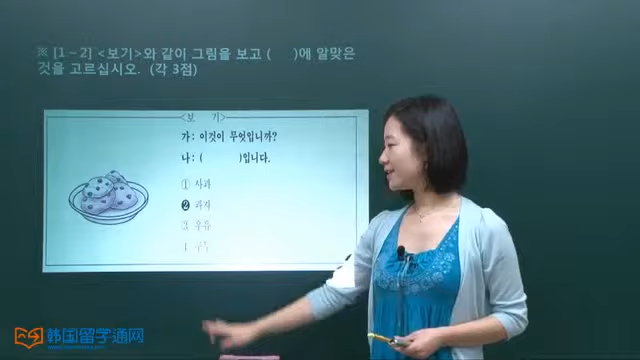 ※ [1－2] <보기>와 같이 그림을 보고 (    )에 알맞은
것을 고르십시오. (각 3점)
<보 기>
가: 이것이 무엇입니까?
나: (        )입니다.
① 사과
❷ 과자
③ 우유
韩国留学通网